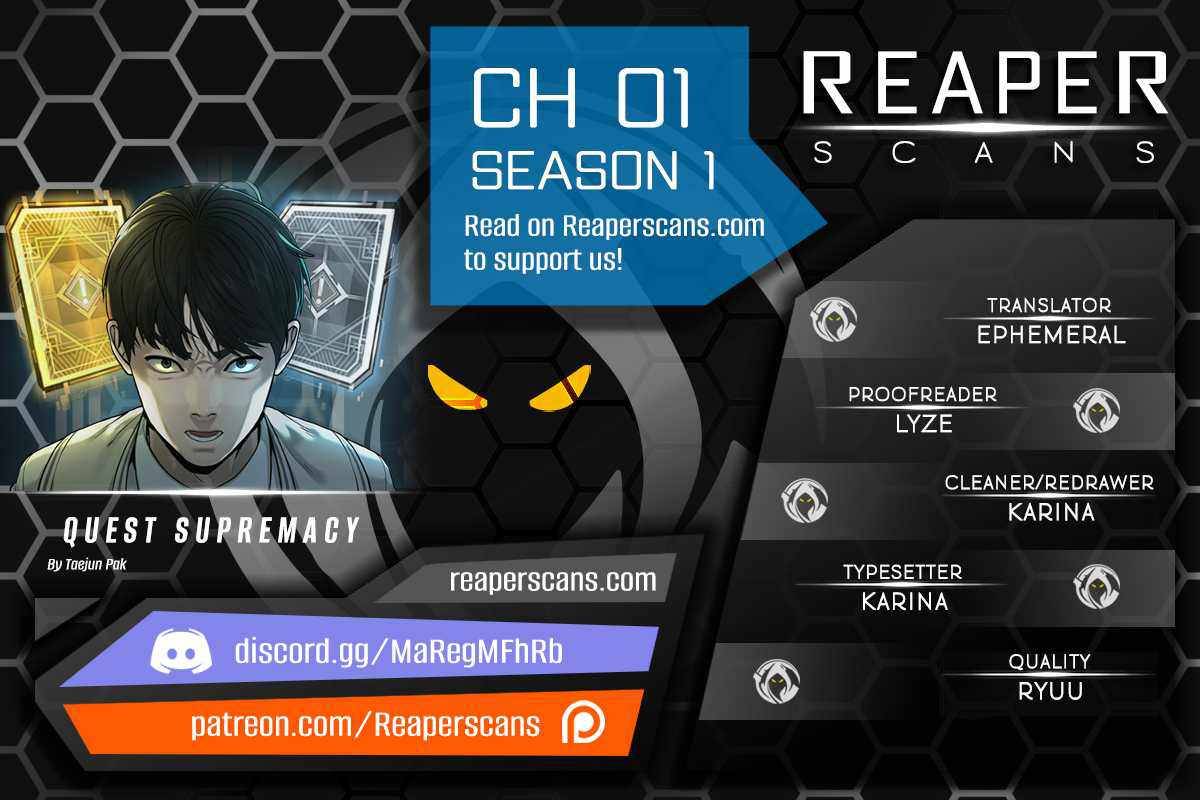 CH 01
SEASON 1
Read on Reaperscans.com
to support us!
REAPER
SCANS
TRANSLATOR
EPHEMERAL
PROOFREADER
LYZE
CLEANER/REDRAWER
KARINA
TYPESETTER
KARINA
QUALITY
RYUU
QUEST SUPREMACY
By Taejun Pak
reaperscans.com
discord.gg/MaRegMFhRb
patreon.com/Reaperscans